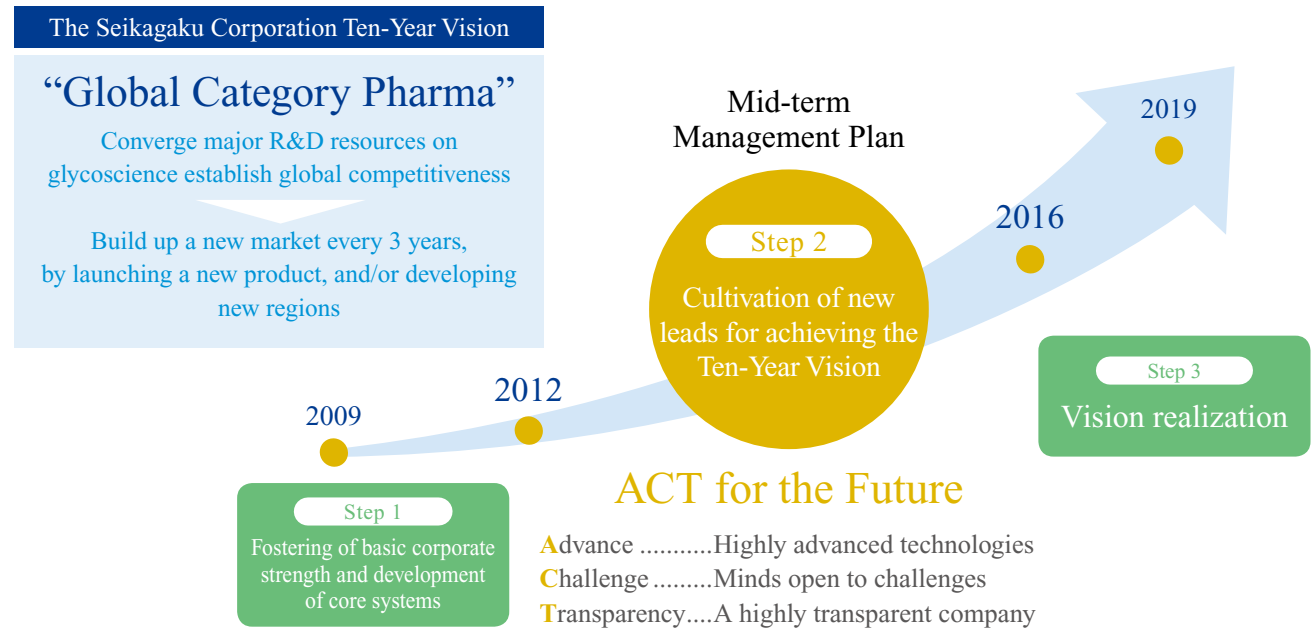 The Seikagaku Corporation Ten-Year Vision
“Global Category Pharma”
Converge major R&D resources on
glycoscience establish global competitiveness
Build up a new market every 3 years,
by launching a new product, and/or developing
new regions
Mid-term
Management Plan
Step 2
Cultivation of new
leads for achieving the
Ten-Year Vision
2009
2012
2016
2019
Step 1
Fostering of basic corporate
strength and development
of core systems
Step 3
Vision realization
ACT for the Future
Advance ...........Highly advanced technologies
Challenge .........Minds open to challenges
Transparency....A highly transparent company